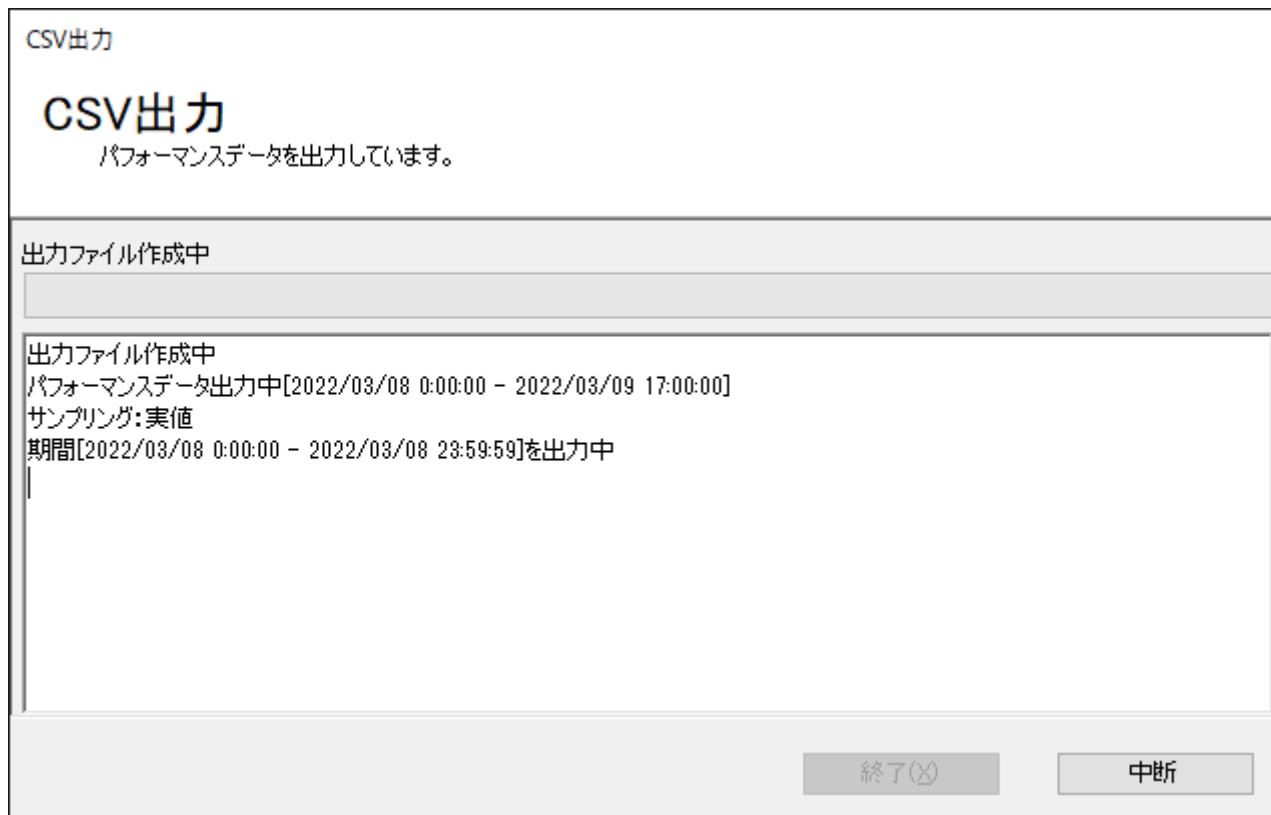 CSV出力
CSV出力
パフォーマンスデータを出力しています。
出力ファイル作成中
出力ファイル作成中
パフォーマンスデータ出力中[2022/03/08 0:00:00 - 2022/03/09 17:00:00]
サンプリング:実値
期間[2022/03/08 0:00:00 - 2022/03/08 23:59:59]を出力中
終了(X)
中断